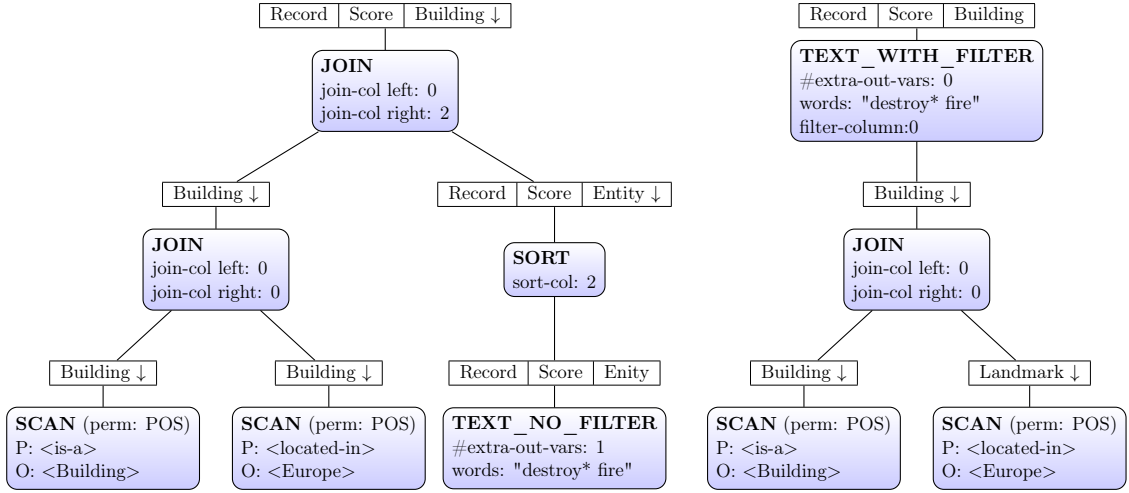 Record Score Building ↓
JOIN
join-col left: 0
join-col right: 2
Building ↓
JOIN
join-col left: 0
join-col right: 0
Building ↓
SCAN (perm: POS)
P: <is-a>
O: <Building>
Building ↓
SCAN (perm: POS)
P: <located-in>
O: <Europe>
Record Score Entity ↓
SORT
sort-col: 2
Record Score Enity
TEXT_NO_FILTER
#extra-out-vars: 1
words: "destroy* fire"
Record Score Building
TEXT_WITH_FILTER
#extra-out-vars: 0
words: "destroy* fire"
filter-column:0
Building ↓
JOIN
join-col left: 0
join-col right: 0
Building ↓
SCAN (perm: POS)
P: <is-a>
O: <Building>
Landmark ↓
SCAN (perm: POS)
P: <located-in>
O: <Europe>